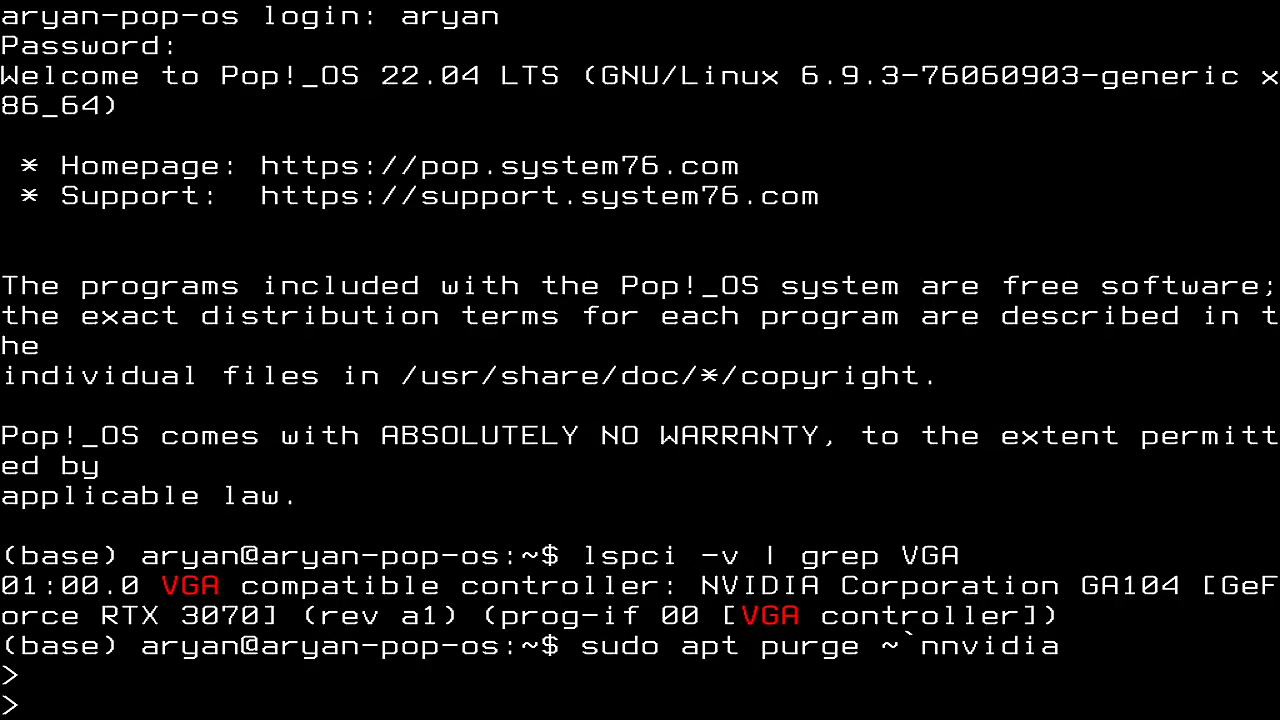 aryan-pop-os login: aryan
Password:
Welcome to Pop!_OS 22.04 LTS (GNU/Linux 6.9.3-76060903-generic x
86_64)
 * Homepage: https://pop.system76.com
 * Support:  https://support.system76.com
The programs included with the Pop!_OS system are free software;
the exact distribution terms for each program are described in t
he
individual files in /usr/share/doc/*/copyright.
Pop!_OS comes with ABSOLUTELY NO WARRANTY, to the extent permitt
ed by
applicable law.
(base) aryan@aryan-pop-os:~$ lspci -v | grep VGA
01:00.0 VGA compatible controller: NVIDIA Corporation GA104 [GeF
orce RTX 3070] (rev a1) (prog-if 00 [VGA controller])
(base) aryan@aryan-pop-os:~$ sudo apt purge ~`nnvidia
>
>